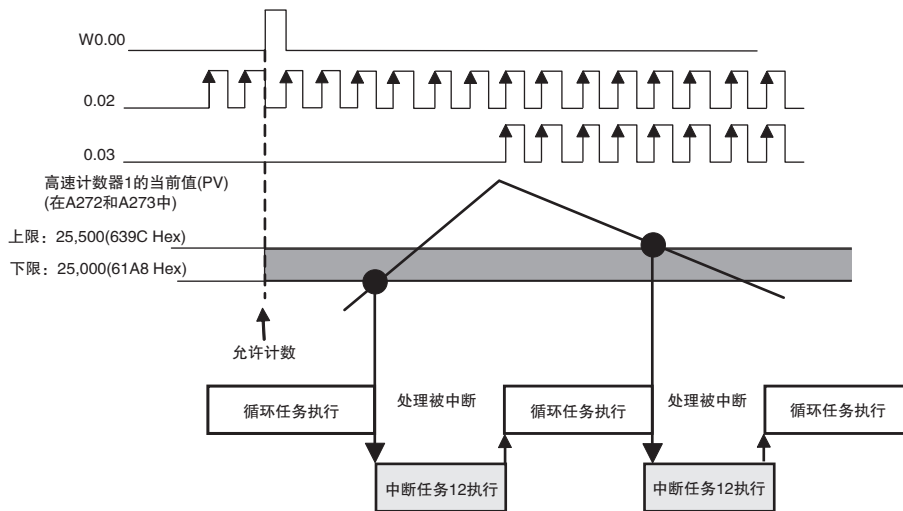 W0.00
0.02
0.03
高速计数器1的当前值(PV)
(在A272和A273中)
上限：25,500(639C Hex)
下限：25,000(61A8 Hex)
允许计数
循环任务执行
处理被中断
循环任务执行
处理被中断
循环任务执行
中断任务12执行
中断任务12执行